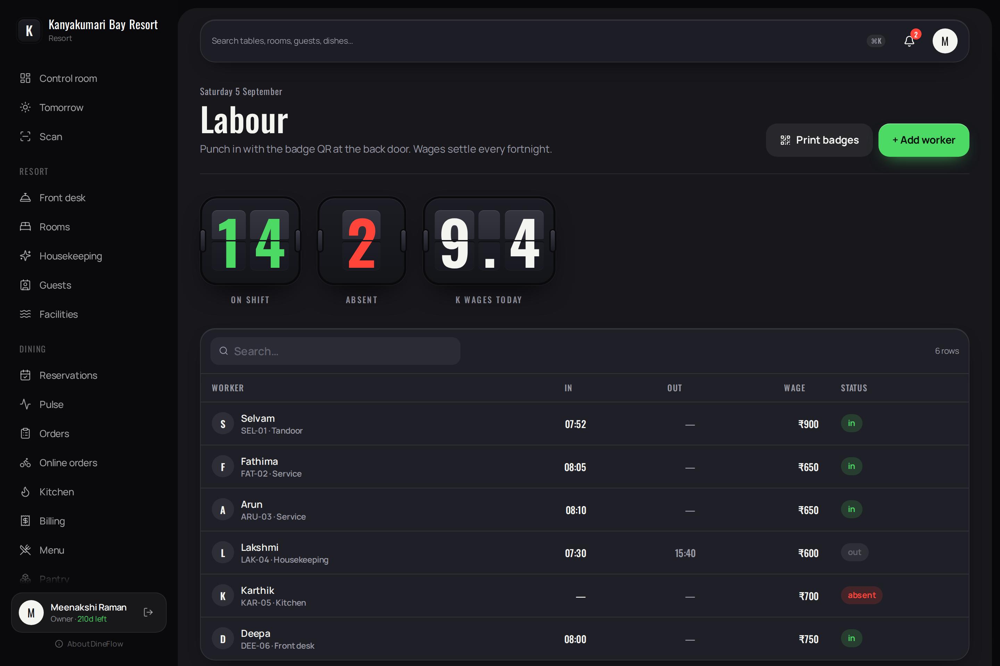 K
Kanyakumari Bay Resort
Resort
Control room
Tomorrow
Scan
RESORT
Front desk
Rooms
Housekeeping
Guests
Facilities
DINING
Reservations
Pulse
Orders
Online orders
Kitchen
Billing
Menu
Pantry
M
Meenakshi Raman
Owner · 210d left
About DineFlow
Search tables, rooms, guests, dishes...
⌘K
2
M
Saturday 5 September
Labour
Punch in with the badge QR at the back door. Wages settle every fortnight.
Print badges
+ Add worker
14
ON SHIFT
2
ABSENT
9.4
K WAGES TODAY
Search...
6 rows
WORKER IN OUT WAGE STATUS
S Selvam 07:52 — ₹900 in
SEL-01 · Tandoor
F Fathima 08:05 — ₹650 in
FAT-02 · Service
A Arun 08:10 — ₹650 in
ARU-03 · Service
L Lakshmi 07:30 15:40 ₹600 out
LAK-04 · Housekeeping
K Karthik — — ₹700 absent
KAR-05 · Kitchen
D Deepa 08:00 — ₹750 in
DEE-06 · Front desk